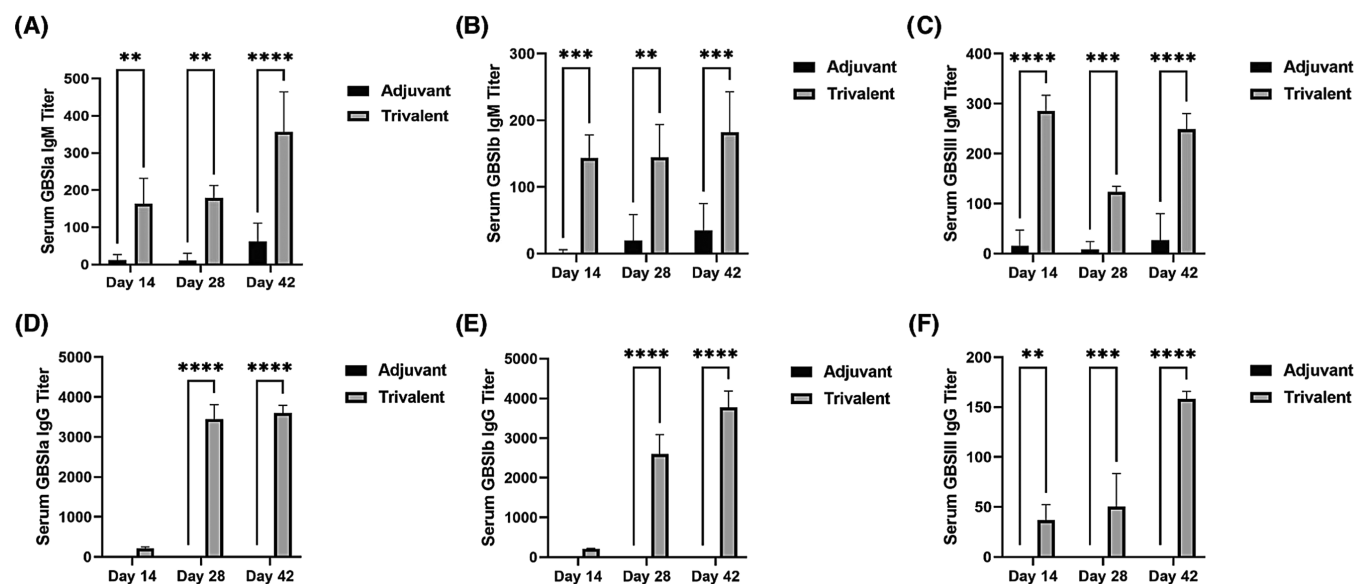 (A)
Serum GBSIa IgM Titer
500
400
300
200
100
0
** ** ****
Day 14 Day 28 Day 42
Adjuvant
Trivalent
(B)
Serum GBSIb IgM Titer
300
200
100
0
*** ** ***
Day 14 Day 28 Day 42
Adjuvant
Trivalent
(C)
Serum GBSIII IgM Titer
400
300
200
100
0
**** *** ****
Day 14 Day 28 Day 42
Adjuvant
Trivalent
(D)
Serum GBSIa IgG Titer
5000
4000
3000
2000
1000
0
**** ****
Day 14 Day 28 Day 42
Adjuvant
Trivalent
(E)
Serum GBSIb IgG Titer
5000
4000
3000
2000
1000
0
**** ****
Day 14 Day 28 Day 42
Adjuvant
Trivalent
(F)
Serum GBSIII IgG Titer
200
150
100
50
0
** *** ****
Day 14 Day 28 Day 42
Adjuvant
Trivalent